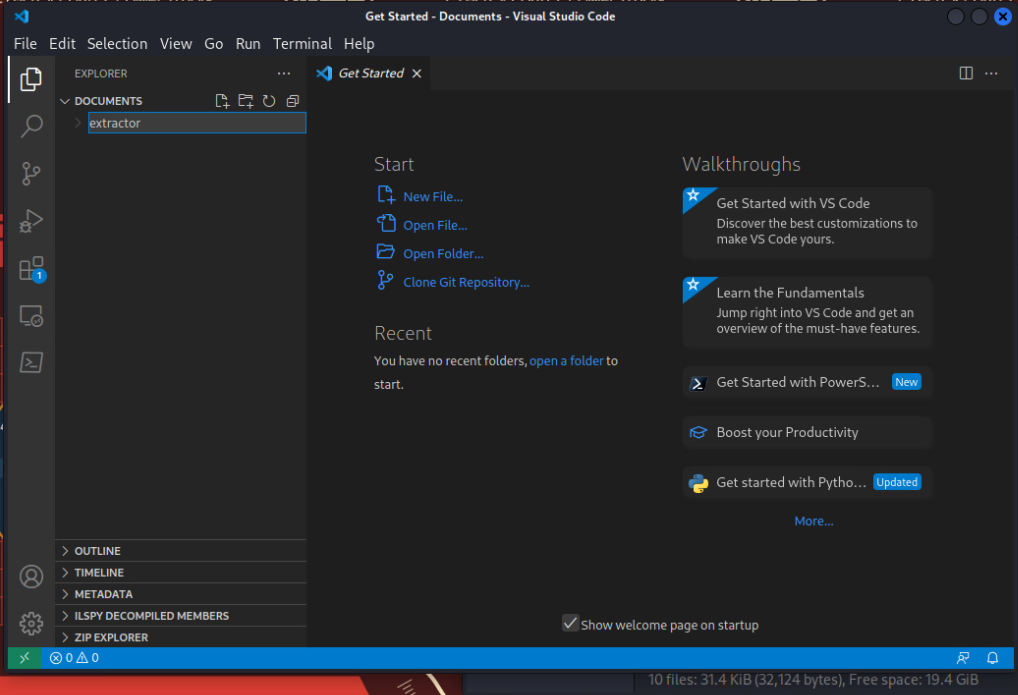 Get Started - Documents - Visual Studio Code
File Edit Selection View Go Run Terminal Help
EXPLORER
Get Started
DOCUMENTS
extractor
Start
New File...
Open File...
Open Folder...
Clone Git Repository...
Recent
You have no recent folders, open a folder to
start.
Walkthroughs
Get Started with VS Code
Discover the best customizations to
make VS Code yours.
Learn the Fundamentals
Jump right into VS Code and get an
overview of the must-have features.
Get Started with PowerS... New
Boost your Productivity
Get started with Pytho... Updated
More...
1
OUTLINE
TIMELINE
METADATA
ILSPY DECOMPILED MEMBERS
ZIP EXPLORER
Show welcome page on startup
0 0
10 files: 31.4 KiB (32,124 bytes), Free space: 19.4 GiB